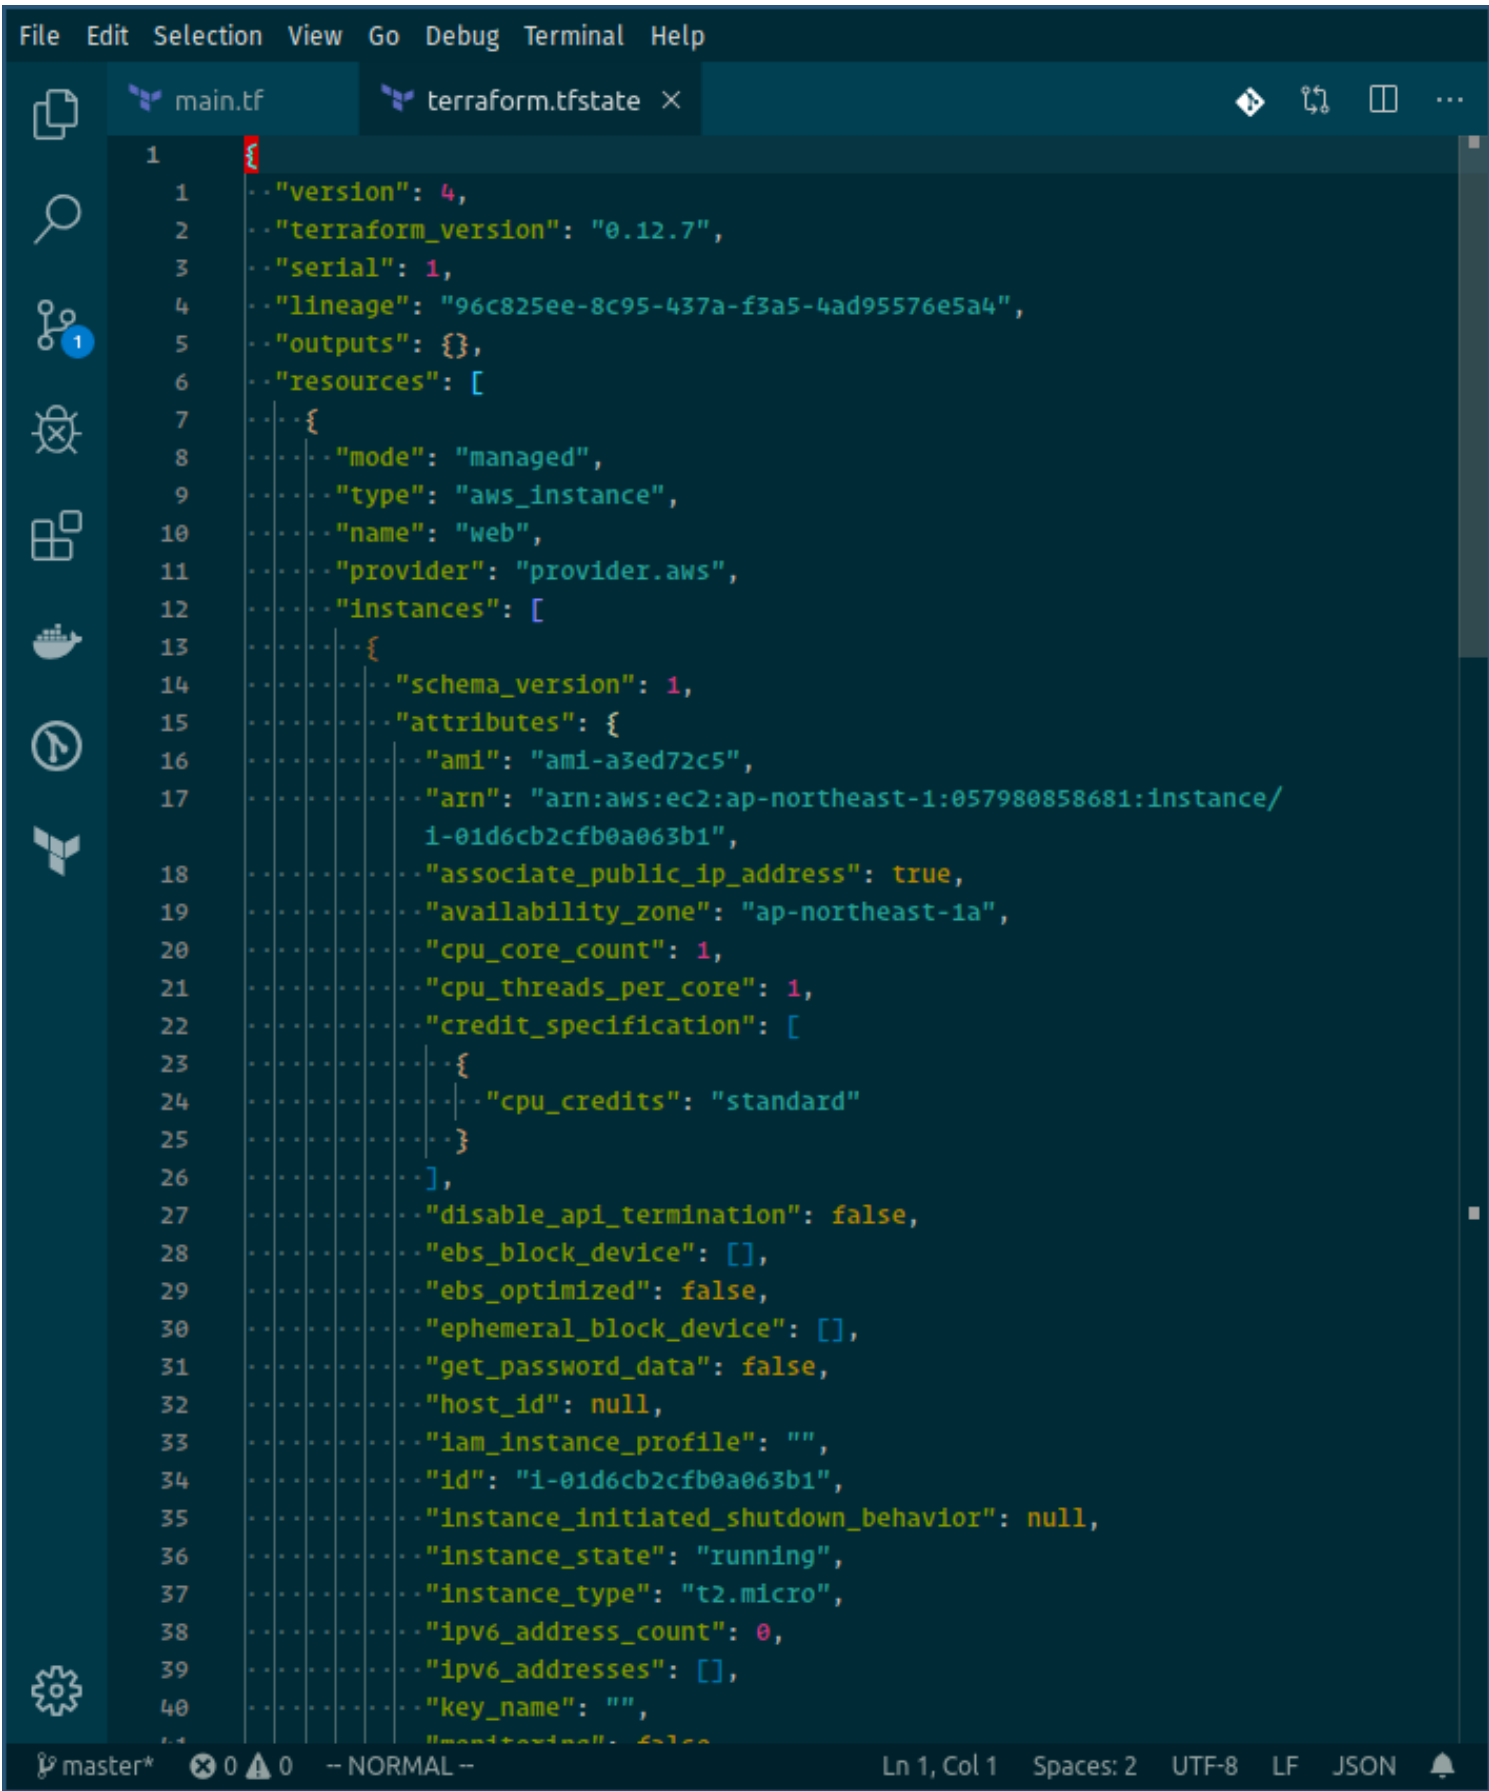 File Edit Selection View Go Debug Terminal Help
main.tf terraform.tfstate ×
1 {
1 "version": 4,
2 "terraform_version": "0.12.7",
3 "serial": 1,
4 "lineage": "96c825ee-8c95-437a-f3a5-4ad95576e5a4",
5 "outputs": {},
6 "resources": [
7 {
8 "mode": "managed",
9 "type": "aws_instance",
10 "name": "web",
11 "provider": "provider.aws",
12 "instances": [
13 {
14 "schema_version": 1,
15 "attributes": {
16 "ami": "ami-a3ed72c5",
17 "arn": "arn:aws:ec2:ap-northeast-1:057980858681:instance/
i-01d6cb2cfb0a063b1",
18 "associate_public_ip_address": true,
19 "availability_zone": "ap-northeast-1a",
20 "cpu_core_count": 1,
21 "cpu_threads_per_core": 1,
22 "credit_specification": [
23 {
24 "cpu_credits": "standard"
25 }
26 ],
27 "disable_api_termination": false,
28 "ebs_block_device": [],
29 "ebs_optimized": false,
30 "ephemeral_block_device": [],
31 "get_password_data": false,
32 "host_id": null,
33 "iam_instance_profile": "",
34 "id": "i-01d6cb2cfb0a063b1",
35 "instance_initiated_shutdown_behavior": null,
36 "instance_state": "running",
37 "instance_type": "t2.micro",
38 "ipv6_address_count": 0,
39 "ipv6_addresses": [],
40 "key_name": "",
41 "monitoring": false
1
master* 0 0 -- NORMAL -- Ln 1, Col 1 Spaces: 2 UTF-8 LF JSON